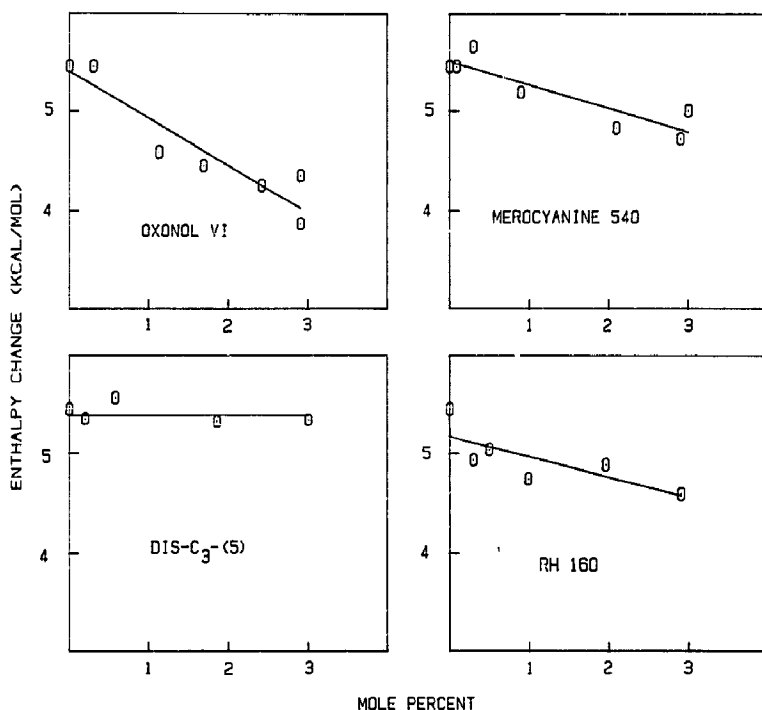 ENTHALPY CHANGE (KCAL/MOL)
5
4
OXONOL VI
1 2 3
5
4
MEROCYANINE 540
1 2 3
5
4
DIS-C3-(5)
1 2 3
5
4
RH 160
1 2 3
MOLE PERCENT